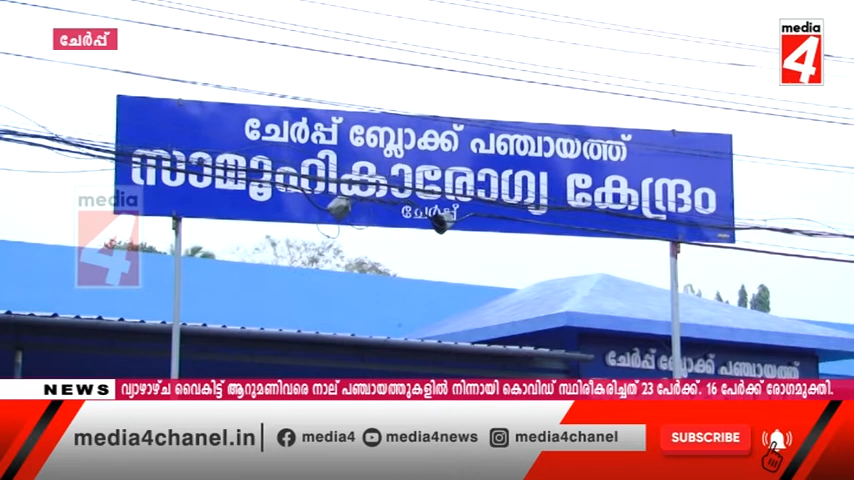 ചേർപ്പ്
media
4
ചേർപ്പ് ബ്ലോക്ക് പഞ്ചായത്ത്
സാമൂഹികാരോഗ്യ കേന്ദ്രം
ചേർപ്പ്
media
4
ചേർപ്പ് ബ്ലോക്ക് പഞ്ചായത്ത്
NEWS വ്യാഴാഴ്ച വൈകിട്ട് ആറുമണിവരെ നാല് പഞ്ചായത്തുകളിൽ നിന്നായി കൊവിഡ് സ്ഥിരീകരിച്ചത് 23 പേർക്ക്. 16 പേർക്ക് രോഗമുക്തി.
media4chanel.in media4 media4news media4chanel SUBSCRIBE